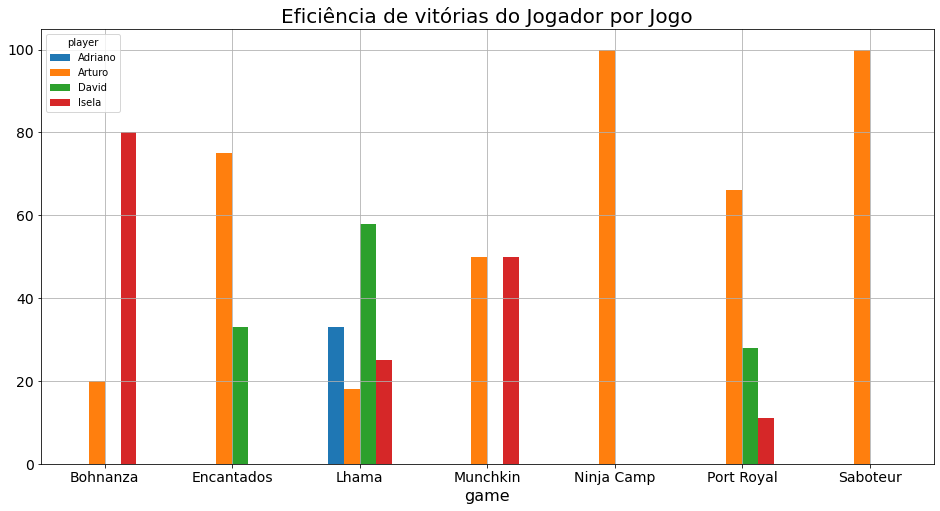 Eficiência de vitórias do Jogador por Jogo
player
Adriano
Arturo
David
Isela
100
80
60
40
20
0
Bohnanza Encantados Lhama Munchkin Ninja Camp Port Royal Saboteur
game